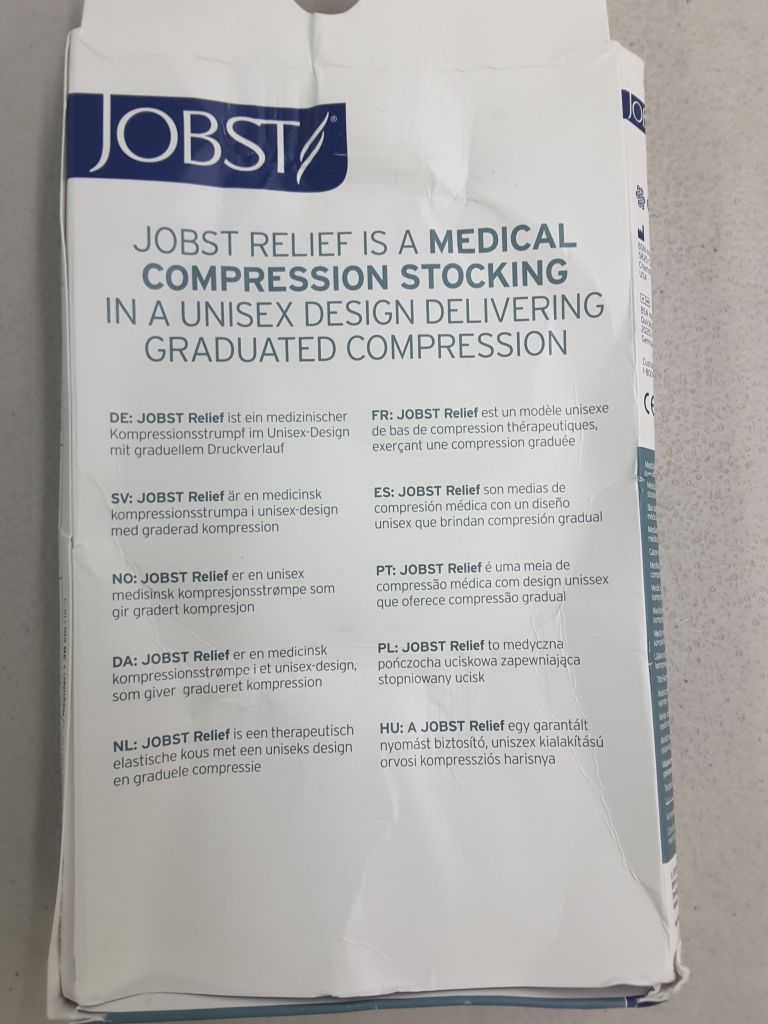 JOBST®
JOBST RELIEF IS A MEDICAL
COMPRESSION STOCKING
IN A UNISEX DESIGN DELIVERING
GRADUATED COMPRESSION
DE: JOBST Relief ist ein medizinischer
Kompressionsstrumpf im Unisex-Design
mit graduellem Druckverlauf
SV: JOBST Relief är en medicinsk
kompressionsstrumpa i unisex-design
med graderad kompression
NO: JOBST Relief er en unisex
medisinsk kompresjonsstrømpe som
gir gradert kompresjon
DA: JOBST Relief er en medicinsk
kompressionsstrømpe i et unisex-design,
som giver gradueret kompression
NL: JOBST Relief is een therapeutisch
elastische kous met een uniseks design
en graduele compressie
FR: JOBST Relief est un modèle unisexe
de bas de compression thérapeutiques,
exerçant une compression graduée
ES: JOBST Relief son medias de
compresión médica con un diseño
unisex que brindan compresión gradual
PT: JOBST Relief é uma meia de
compressão médica com design unissex
que oferece compressão gradual
PL: JOBST Relief to medyczna
pończocha uciskowa zapewniająca
stopniowany ucisk
HU: A JOBST Relief egy garantált
nyomást biztosító, uniszex kialakítású
orvosi kompressziós harisnya
USA
CE